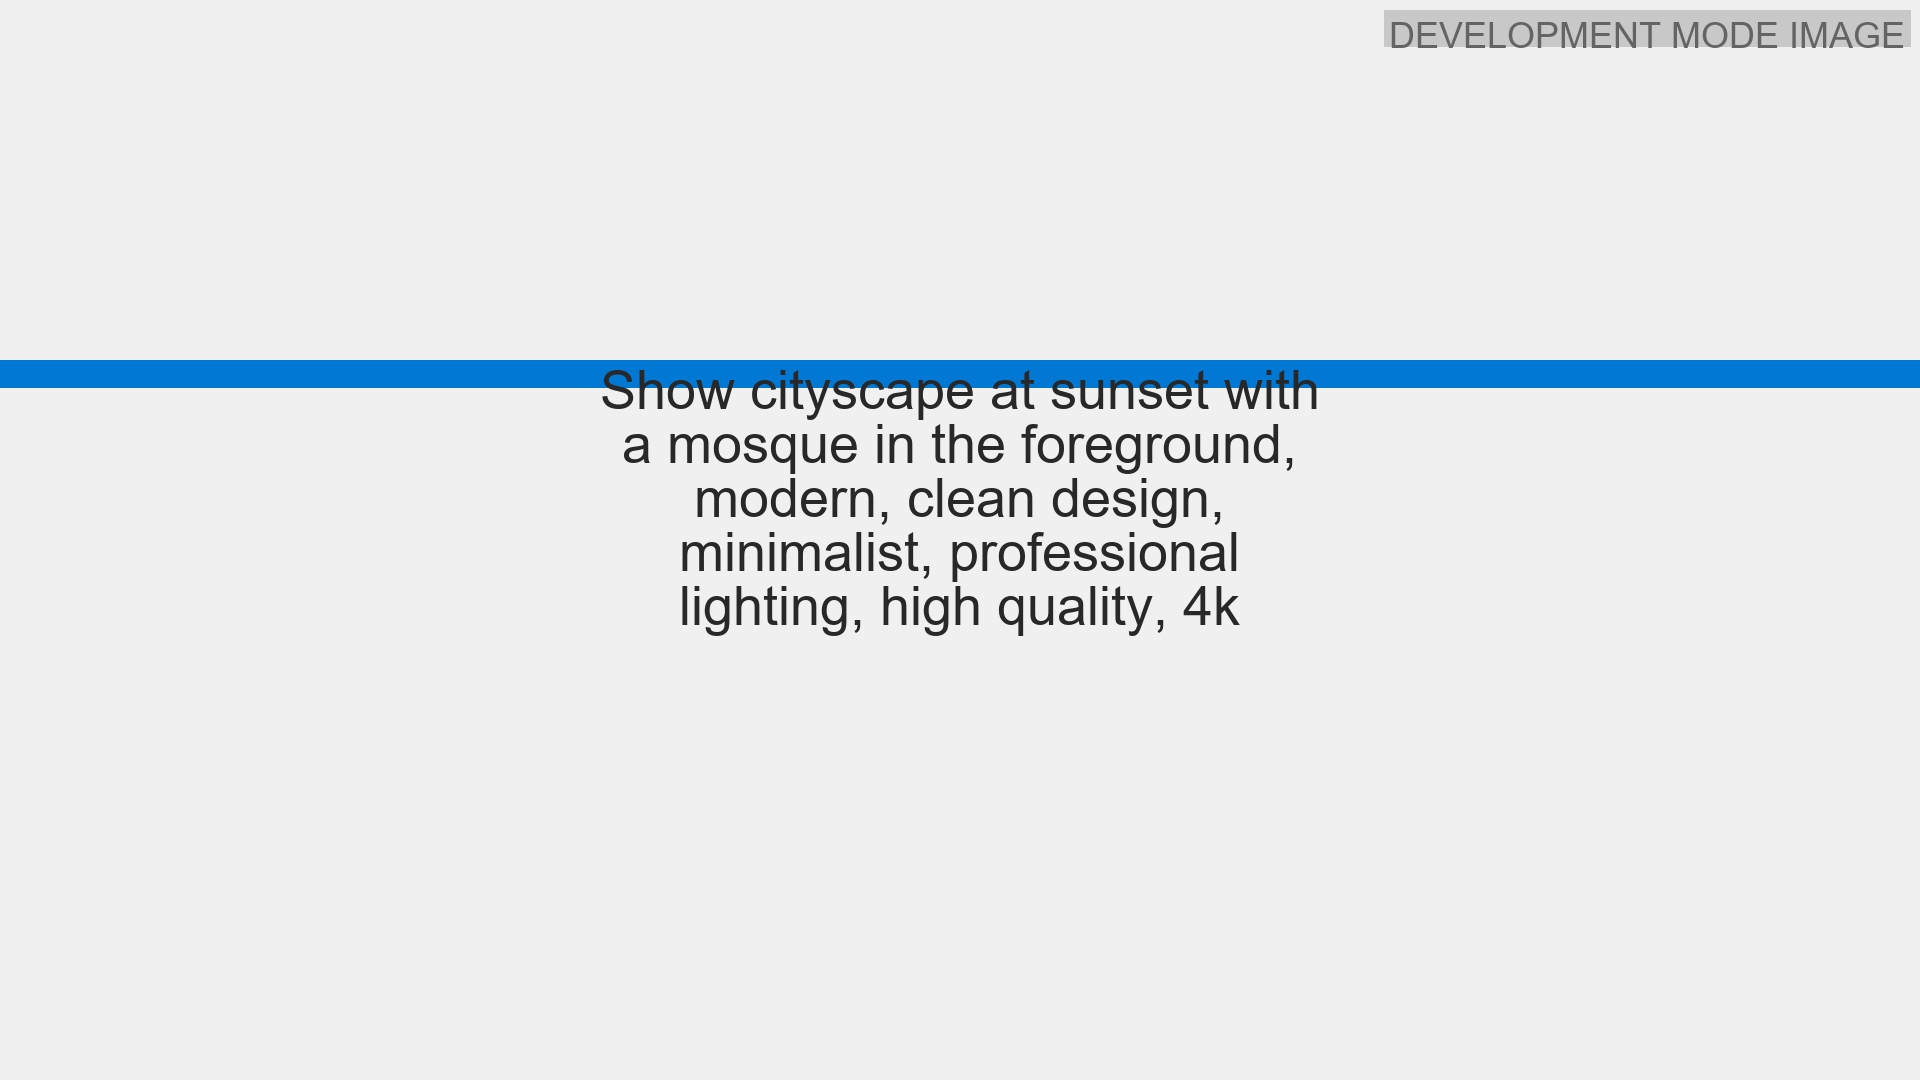 DEVELOPMENT MODE IMAGE
Show cityscape at sunset with
a mosque in the foreground,
modern, clean design,
minimalist, professional
lighting, high quality, 4k